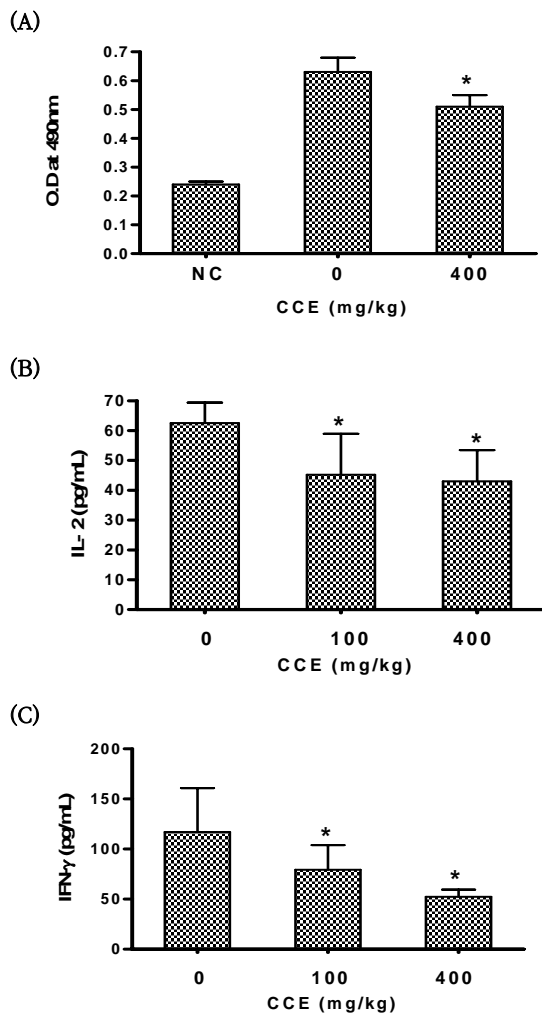 (A)
0.7
0.6
0.5
0.4
0.3
0.2
0.1
0.0
O.D at 490nm
*
NC 0 400
CCE (mg/kg)
(B)
70
60
50
40
30
20
10
0
IL-2 (pg/mL)
* *
0 100 400
CCE (mg/kg)
(C)
200
150
100
50
0
IFN-γ (pg/mL)
* *
0 100 400
CCE (mg/kg)